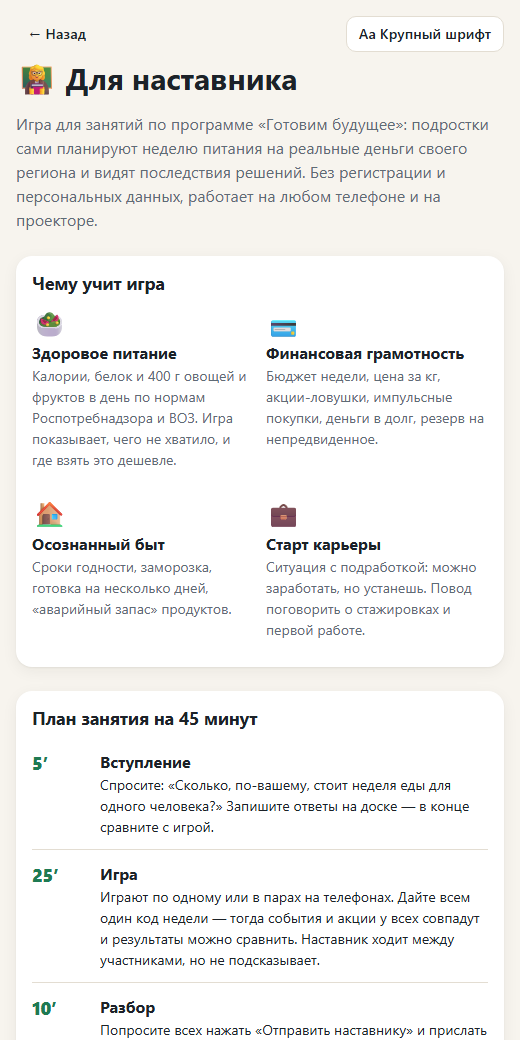 ← Назад
Aa Крупный шрифт
Для наставника
Игра для занятий по программе «Готовим будущее»: подростки
сами планируют неделю питания на реальные деньги своего
региона и видят последствия решений. Без регистрации и
персональных данных, работает на любом телефоне и на
проекторе.
Чему учит игра
Здоровое питание
Калории, белок и 400 г овощей и
фруктов в день по нормам
Роспотребнадзора и ВОЗ. Игра
показывает, чего не хватило, и
где взять это дешевле.
Финансовая грамотность
Бюджет недели, цена за кг,
акции-ловушки, импульсные
покупки, деньги в долг, резерв на
непредвиденное.
Осознанный быт
Сроки годности, заморозка,
готовка на несколько дней,
«аварийный запас» продуктов.
Старт карьеры
Ситуация с подработкой: можно
заработать, но устанешь. Повод
поговорить о стажировках и
первой работе.
План занятия на 45 минут
5′
Вступление
Спросите: «Сколько, по-вашему, стоит неделя еды для
одного человека?» Запишите ответы на доске — в конце
сравните с игрой.
25′
Игра
Играют по одному или в парах на телефонах. Дайте всем
один код недели — тогда события и акции у всех совпадут
и результаты можно сравнить. Наставник ходит между
участниками, но не подсказывает.
10′
Разбор
Попросите всех нажать «Отправить наставнику» и прислать